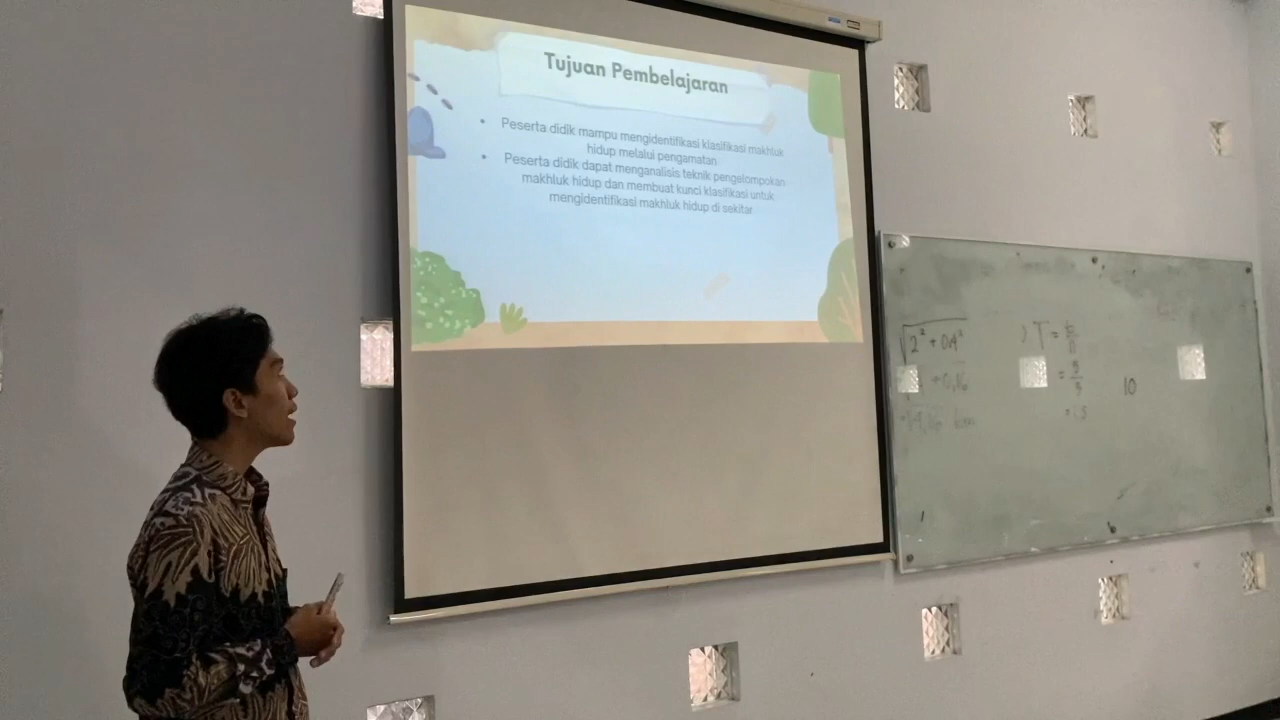 Tujuan Pembelajaran
• Peserta didik mampu mengidentifikasi klasifikasi makhluk
hidup melalui pengamatan
• Peserta didik dapat menganalisis teknik pengelompokan
makhluk hidup dan membuat kunci klasifikasi untuk
mengidentifikasi makhluk hidup di sekitar
10